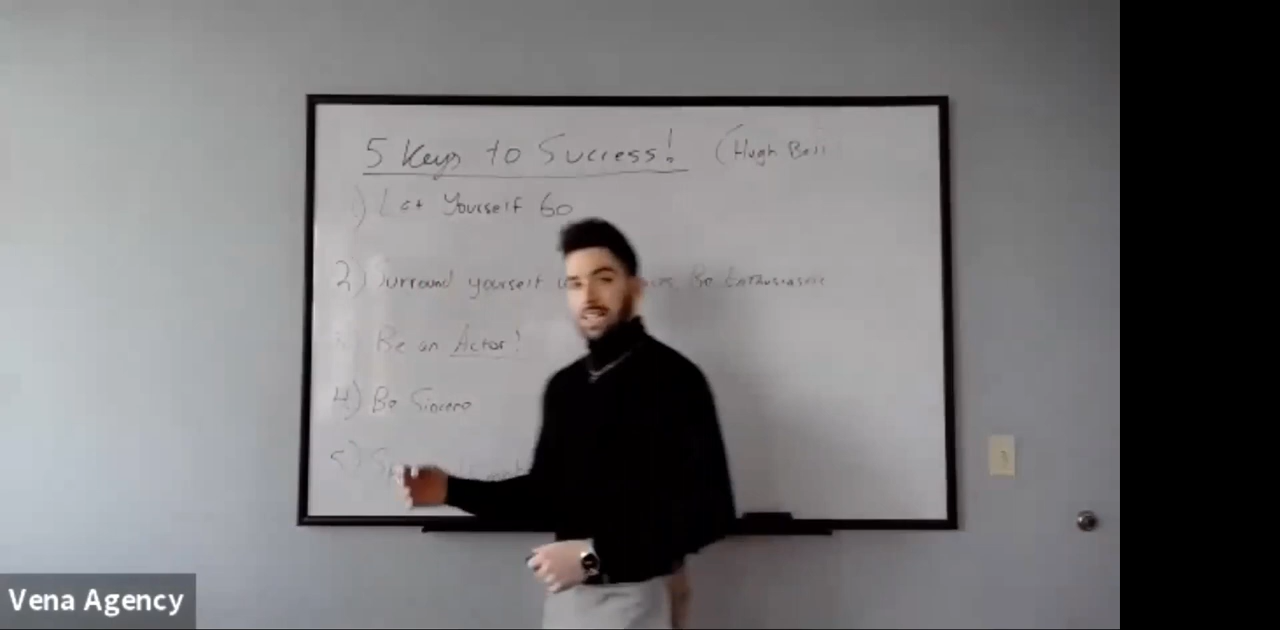 5 Keys to Success! (Hugh Bell
1) Let Yourself Go
2) Surround yourself Be Enthusiastic
Be an Actor!
4) Be Sincere
5)
Vena Agency